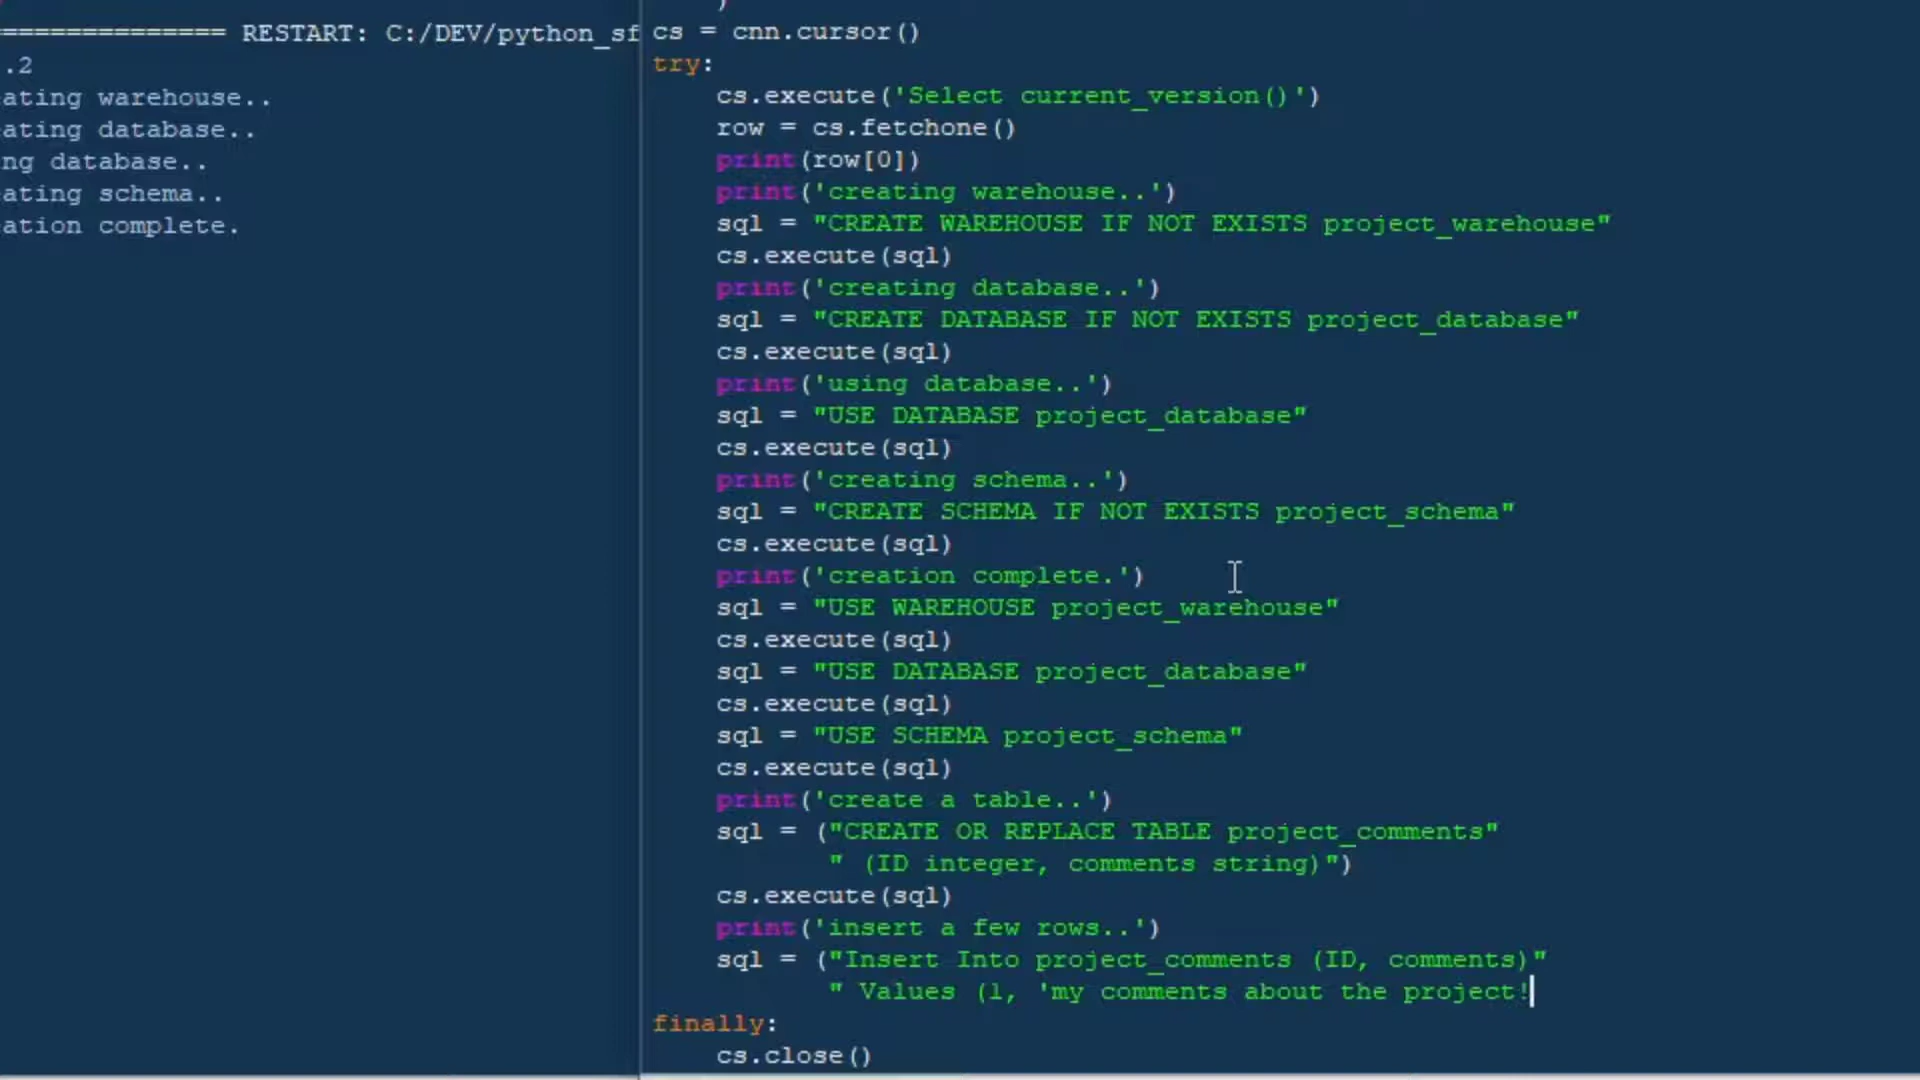 ============== RESTART: C:/DEV/python_sf
.2
ating warehouse..
ating database..
ng database..
ating schema..
ation complete.
)
cs = cnn.cursor()
try:
    cs.execute('Select current_version()')
    row = cs.fetchone()
    print(row[0])
    print('creating warehouse..')
    sql = "CREATE WAREHOUSE IF NOT EXISTS project_warehouse"
    cs.execute(sql)
    print('creating database..')
    sql = "CREATE DATABASE IF NOT EXISTS project_database"
    cs.execute(sql)
    print('using database..')
    sql = "USE DATABASE project_database"
    cs.execute(sql)
    print('creating schema..')
    sql = "CREATE SCHEMA IF NOT EXISTS project_schema"
    cs.execute(sql)
    print('creation complete.')
    sql = "USE WAREHOUSE project_warehouse"
    cs.execute(sql)
    sql = "USE DATABASE project_database"
    cs.execute(sql)
    sql = "USE SCHEMA project_schema"
    cs.execute(sql)
    print('create a table..')
    sql = ("CREATE OR REPLACE TABLE project_comments"
           " (ID integer, comments string)")
    cs.execute(sql)
    print('insert a few rows..')
    sql = ("Insert Into project_comments (ID, comments)"
           " Values (1, 'my comments about the project!
finally:
    cs.close()